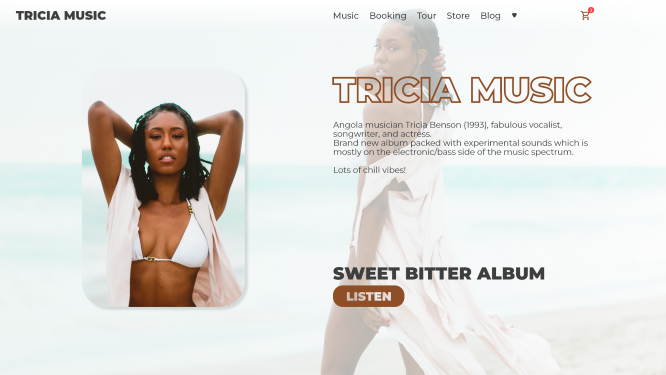 TRICIA MUSIC
Music Booking Tour Store Blog
TRICIA MUSIC
Angola musician Tricia Benson (1993), fabulous vocalist,
songwriter, and actress.
Brand new album packed with experimental sounds which is
mostly on the electronic/bass side of the music spectrum.
Lots of chill vibes!
SWEET BITTER ALBUM
LISTEN